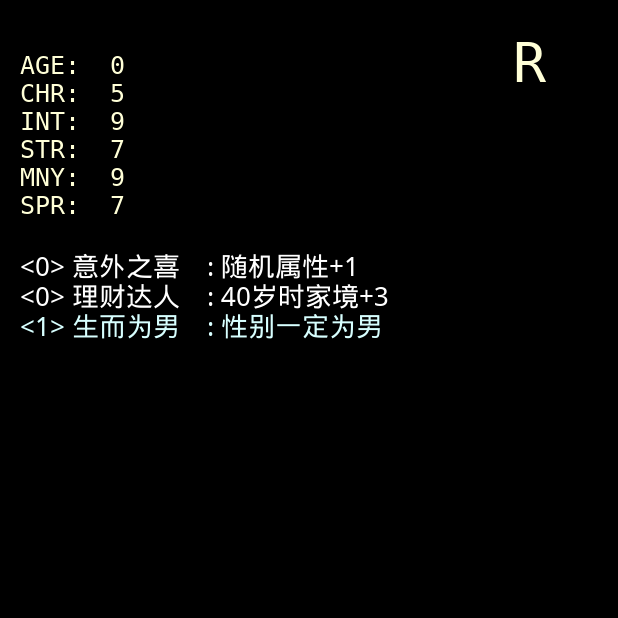 R
AGE: 0
CHR: 5
INT: 9
STR: 7
MNY: 9
SPR: 7
<0> 意外之喜 : 随机属性+1
<0> 理财达人 : 40岁时家境+3
<1> 生而为男 : 性别一定为男